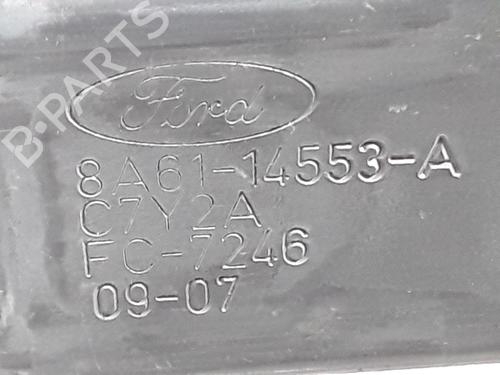 B-PARTS
Ford
8A61-14553-A
C7Y2A
FC-7246
09-07